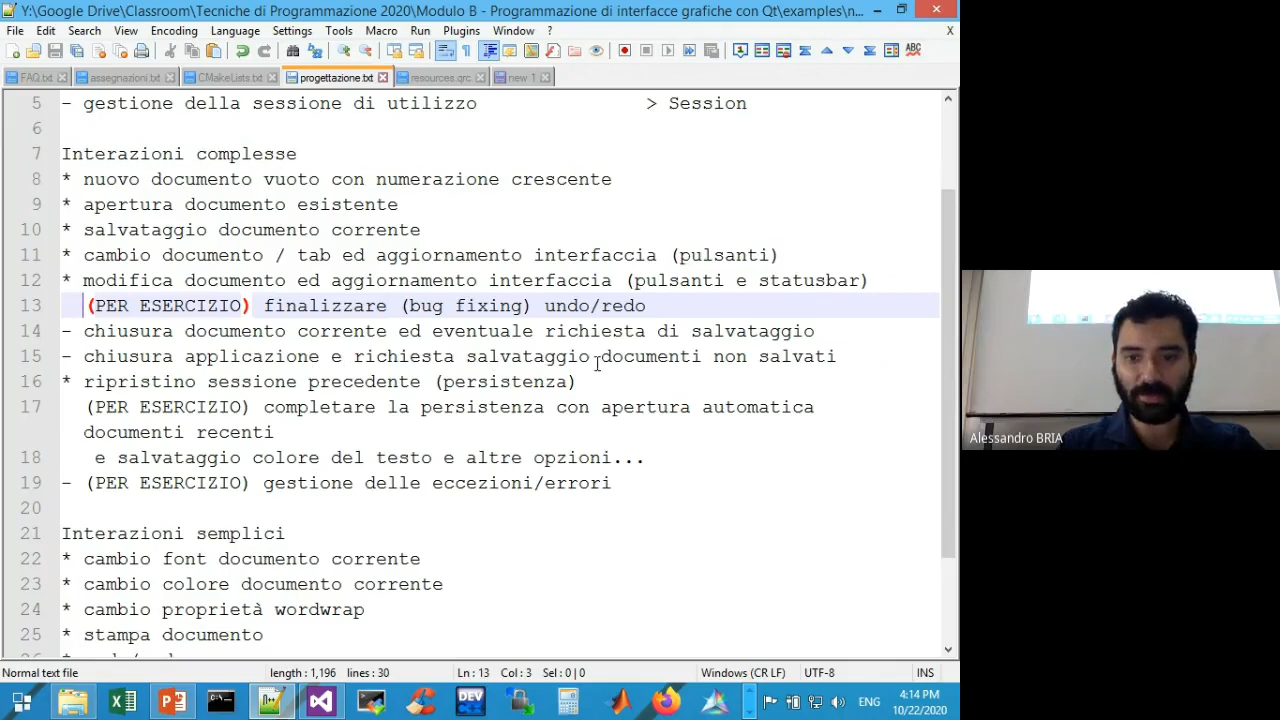 Y:\Google Drive\Classroom\Tecniche di Programmazione 2020\Modulo B - Programmazione di interfacce grafiche con Qt\examples\n...
File Edit Search View Encoding Language Settings Tools Macro Run Plugins Window ? X
FAQ.txt assegnazioni.txt CMakeLists.txt progettazione.txt resources.qrc new 1
5 - gestione della sessione di utilizzo > Session
6
7 Interazioni complesse
8 * nuovo documento vuoto con numerazione crescente
9 * apertura documento esistente
10 * salvataggio documento corrente
11 * cambio documento / tab ed aggiornamento interfaccia (pulsanti)
12 * modifica documento ed aggiornamento interfaccia (pulsanti e statusbar)
13 (PER ESERCIZIO) finalizzare (bug fixing) undo/redo
14 - chiusura documento corrente ed eventuale richiesta di salvataggio
15 - chiusura applicazione e richiesta salvataggio documenti non salvati
16 * ripristino sessione precedente (persistenza)
17 (PER ESERCIZIO) completare la persistenza con apertura automatica
documenti recenti
18 e salvataggio colore del testo e altre opzioni...
19 - (PER ESERCIZIO) gestione delle eccezioni/errori
20
21 Interazioni semplici
22 * cambio font documento corrente
23 * cambio colore documento corrente
24 * cambio proprietà wordwrap
25 * stampa documento
Normal text file length : 1,196 lines : 30 Ln : 13 Col : 3 Sel : 0 | 0 Windows (CR LF) UTF-8 INS
DEV ENG 4:14 PM
10/22/2020
Alessandro BRIA